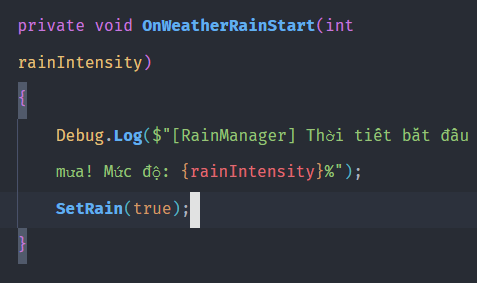 private void OnWeatherRainStart(int
rainIntensity)
{
Debug.Log($"[RainManager] Thời tiết bắt đầu
mưa! Mức độ: {rainIntensity}%");
SetRain(true);
}